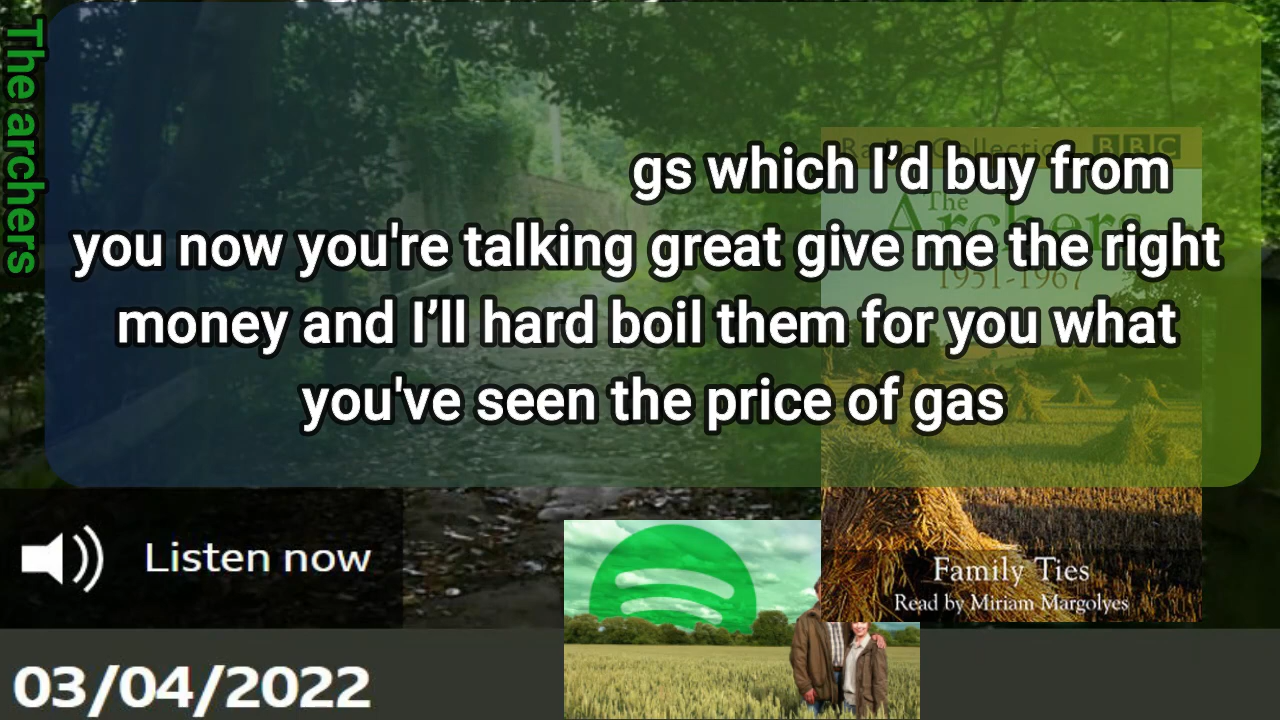 The archers
Radio Collection BBC
gs which I’d buy from
The
Archers
you now you're talking great give me the right
1951-1967
money and I’ll hard boil them for you what
you've seen the price of gas
Listen now
Family Ties
Read by Miriam Margolyes
03/04/2022